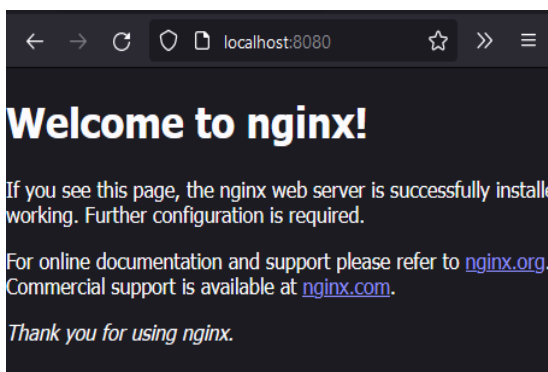 localhost:8080
Welcome to nginx!
If you see this page, the nginx web server is successfully
working. Further configuration is required.
For online documentation and support please refer to nginx.org.
Commercial support is available at nginx.com.
Thank you for using nginx.